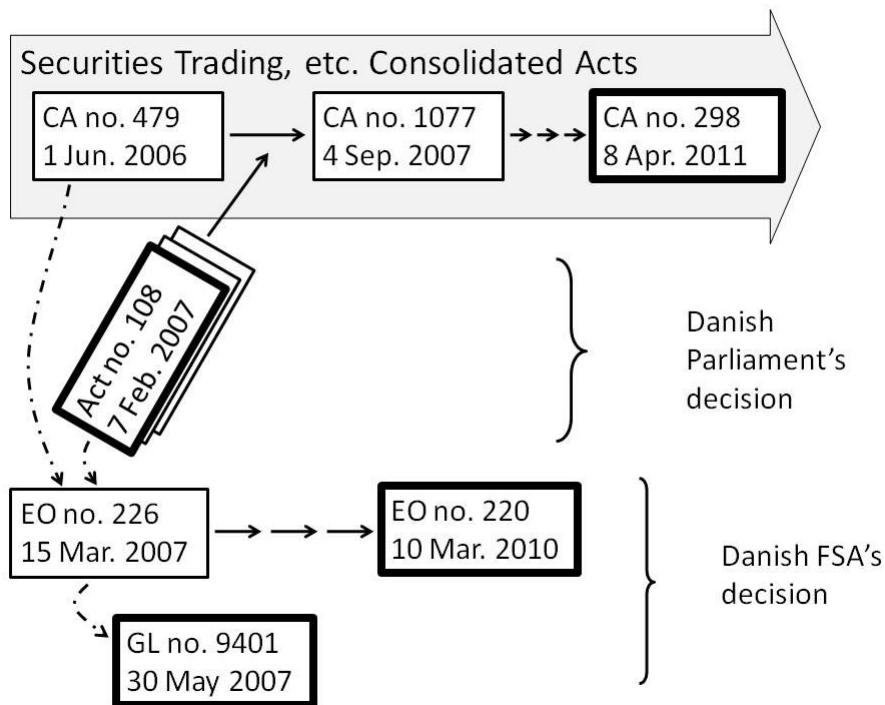 Securities Trading, etc. Consolidated Acts
CA no. 479
1 Jun. 2006
CA no. 1077
4 Sep. 2007
CA no. 298
8 Apr. 2011
Act no. 108
7 Feb. 2007
Danish
Parliament’s
decision
EO no. 226
15 Mar. 2007
EO no. 220
10 Mar. 2010
Danish FSA’s
decision
GL no. 9401
30 May 2007